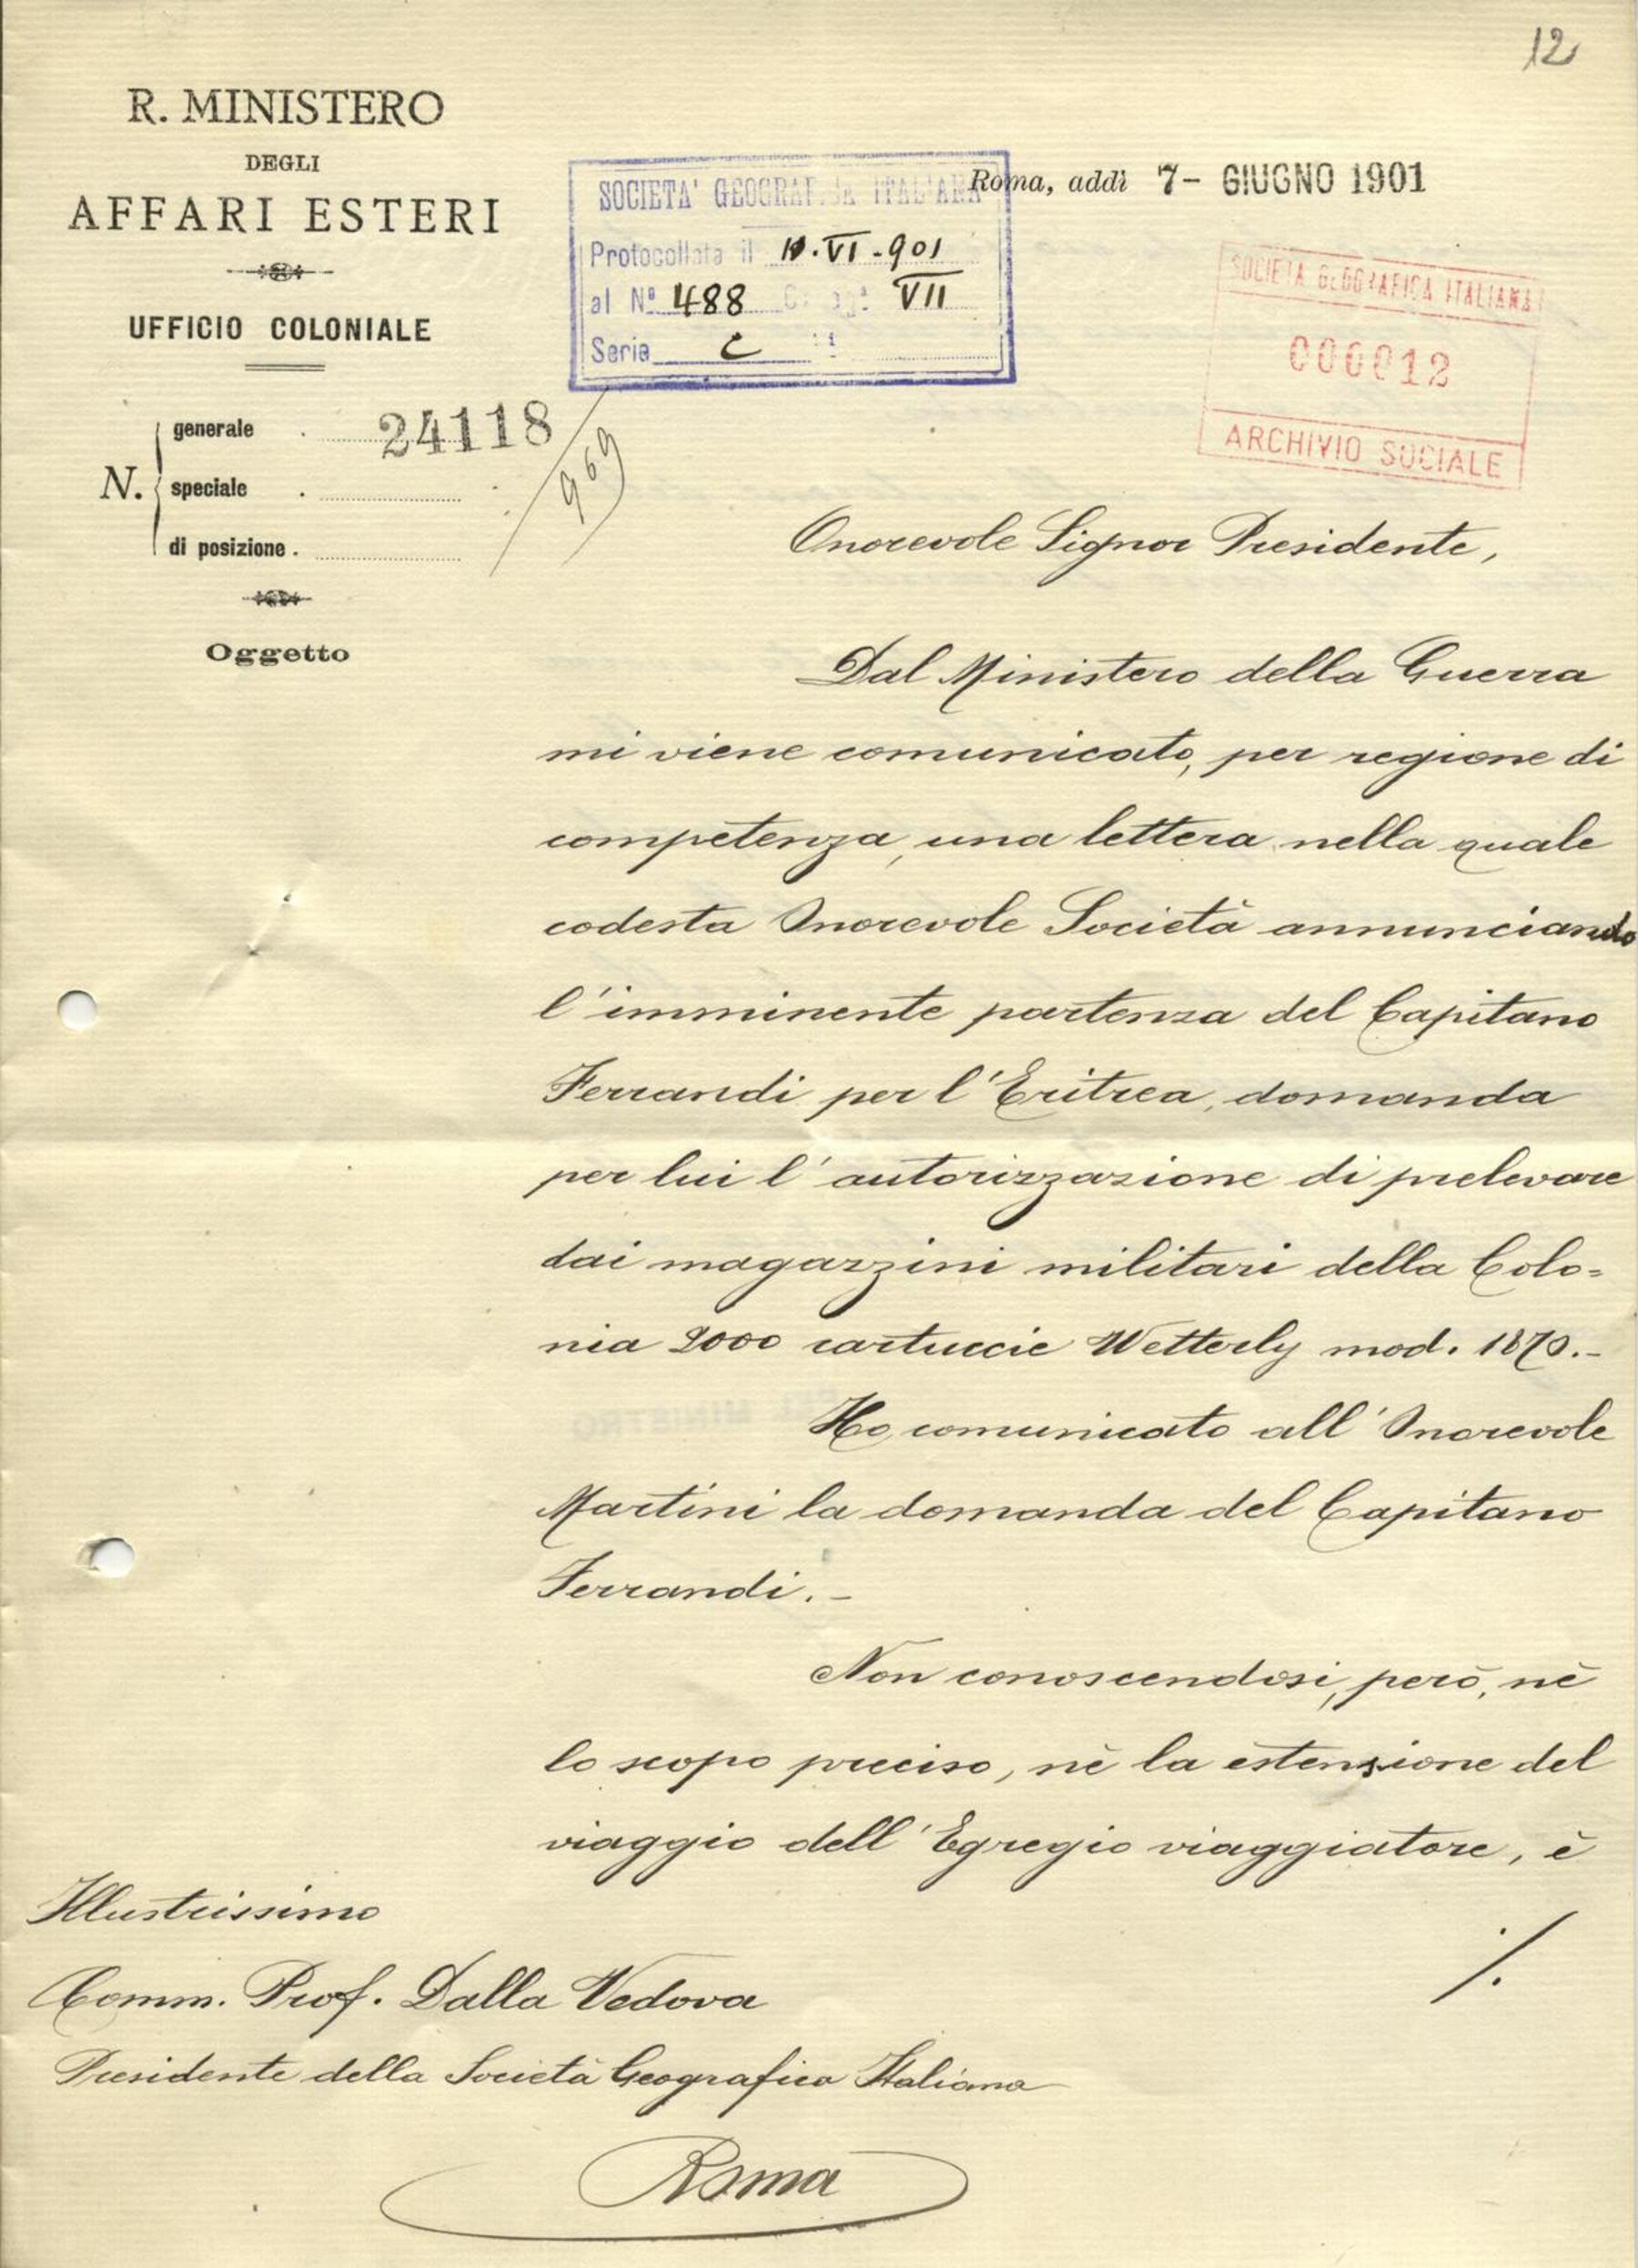 12
R. MINISTERO
DEGLI
AFFARI ESTERI
UFFICIO COLONIALE
N.
generale . 24118
speciale .
di posizione .
969
Oggetto
SOCIETA' GEOGRAFICA ITALIANA
Protocollata il 10.VI-901
al Nº 488 VII
Serie C
Roma, addì 7- GIUGNO 1901
SOCIETA GEOGRAFICA ITALIANA
000012
ARCHIVIO SOCIALE
Onorevole Signor Presidente,
Dal Ministero della Guerra
mi viene comunicato, per regione di
competenza, una lettera nella quale
codesta Onorevole Società annunciando
l'imminente partenza del Capitano
Ferrandi per l'Eritrea, domanda
per lui l'autorizzazione di prelevare
dai magazzini militari della Colo=
nia 2000 cartuccie Wetterly mod. 1870.-
Ho comunicato all'Onorevole
Martini la domanda del Capitano
Ferrandi.-
Non conoscendosi, però, nè
lo scopo preciso, nè la estensione del
viaggio dell'Egregio viaggiatore, è
./.
Illustrissimo
Comm. Prof. Dalla Vedova
Presidente della Società Geografica Italiana
Roma